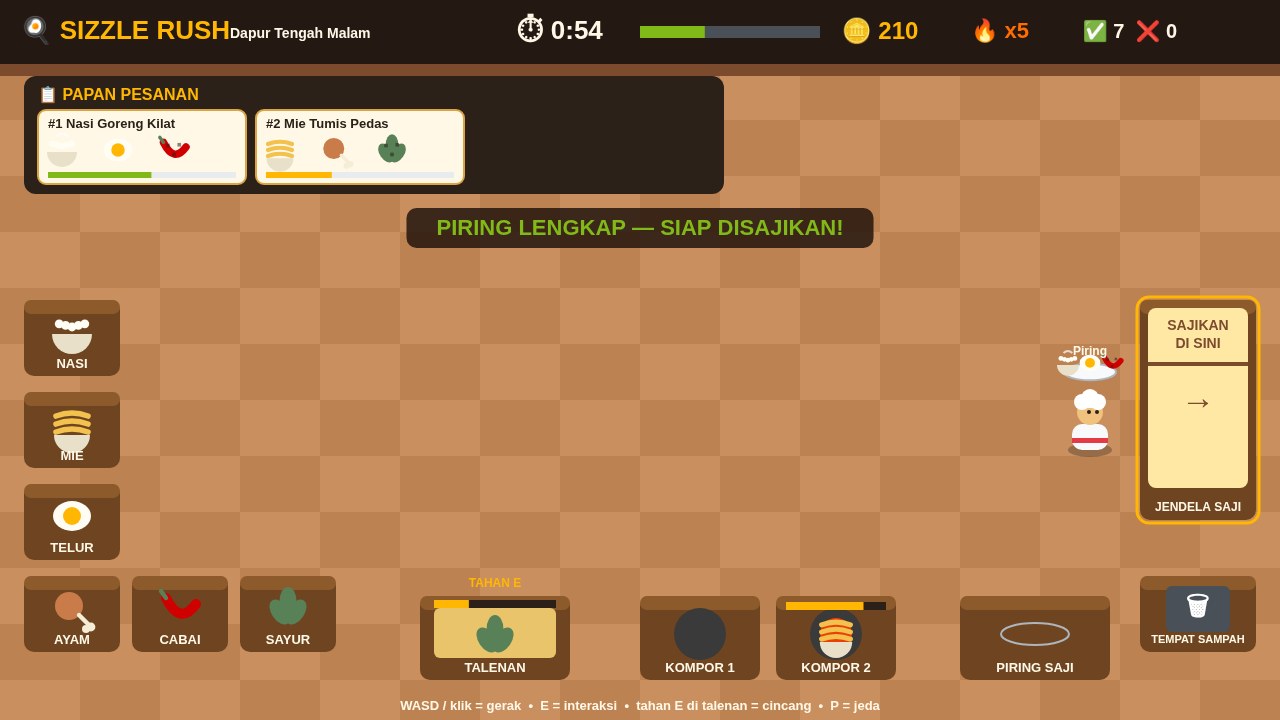 SIZZLE RUSH Dapur Tengah Malam 0:54 210 x5 7 0
PAPAN PESANAN
#1 Nasi Goreng Kilat
#2 Mie Tumis Pedas
PIRING LENGKAP — SIAP DISAJIKAN!
NASI
MIE
TELUR
AYAM
CABAI
SAYUR
TAHAN E
TALENAN
KOMPOR 1
KOMPOR 2
PIRING SAJI
Piring
SAJIKAN
DI SINI
→
JENDELA SAJI
TEMPAT SAMPAH
WASD / klik = gerak • E = interaksi • tahan E di talenan = cincang • P = jeda